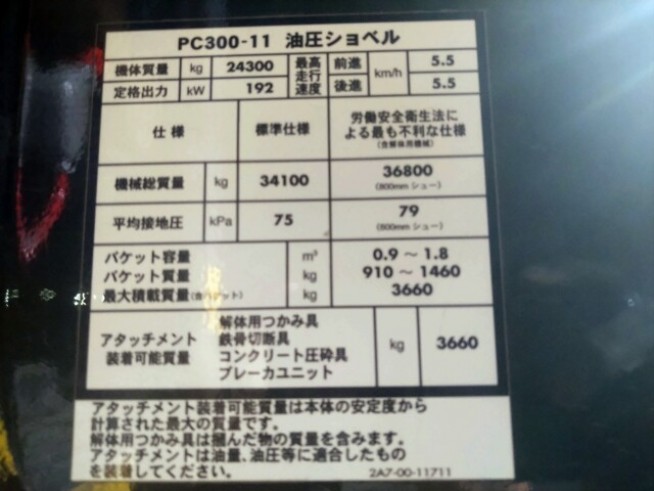 PC300-11 油圧ショベル
機体質量 kg 24300 最高走行速度 前進 km/h 5.5
定格出力 kW 192 後進 5.5
仕様 標準仕様 労働安全衛生法に
よる最も不利な仕様
(含解体用機械)
機械総質量 kg 34100 36800
(800mm シュー)
平均接地圧 kPa 75 79
(800mm シュー)
バケット容量 m³ 0.9 ~ 1.8
バケット質量 kg 910 ~ 1460
最大積載質量(含バケット) kg 3660
アタッチメント
装着可能質量
解体用つかみ具
鉄骨切断具
コンクリート圧砕具
ブレーカユニット
kg 3660
アタッチメント装着可能質量は本体の安定度から
計算された最大の質量です。
解体用つかみ具は掴んだ物の質量を含みます。
アタッチメントは油量、油圧等に適合したもの
を装着してください。 2A7-00-11711